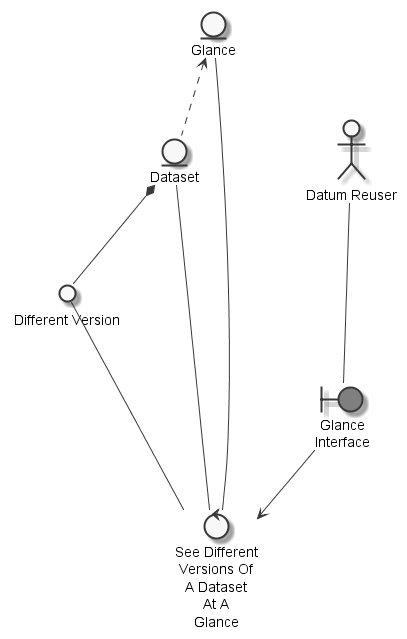 Glance
Dataset
Datum Reuser
Different Version
Glance
Interface
See Different
Versions Of
A Dataset
At A
Glance